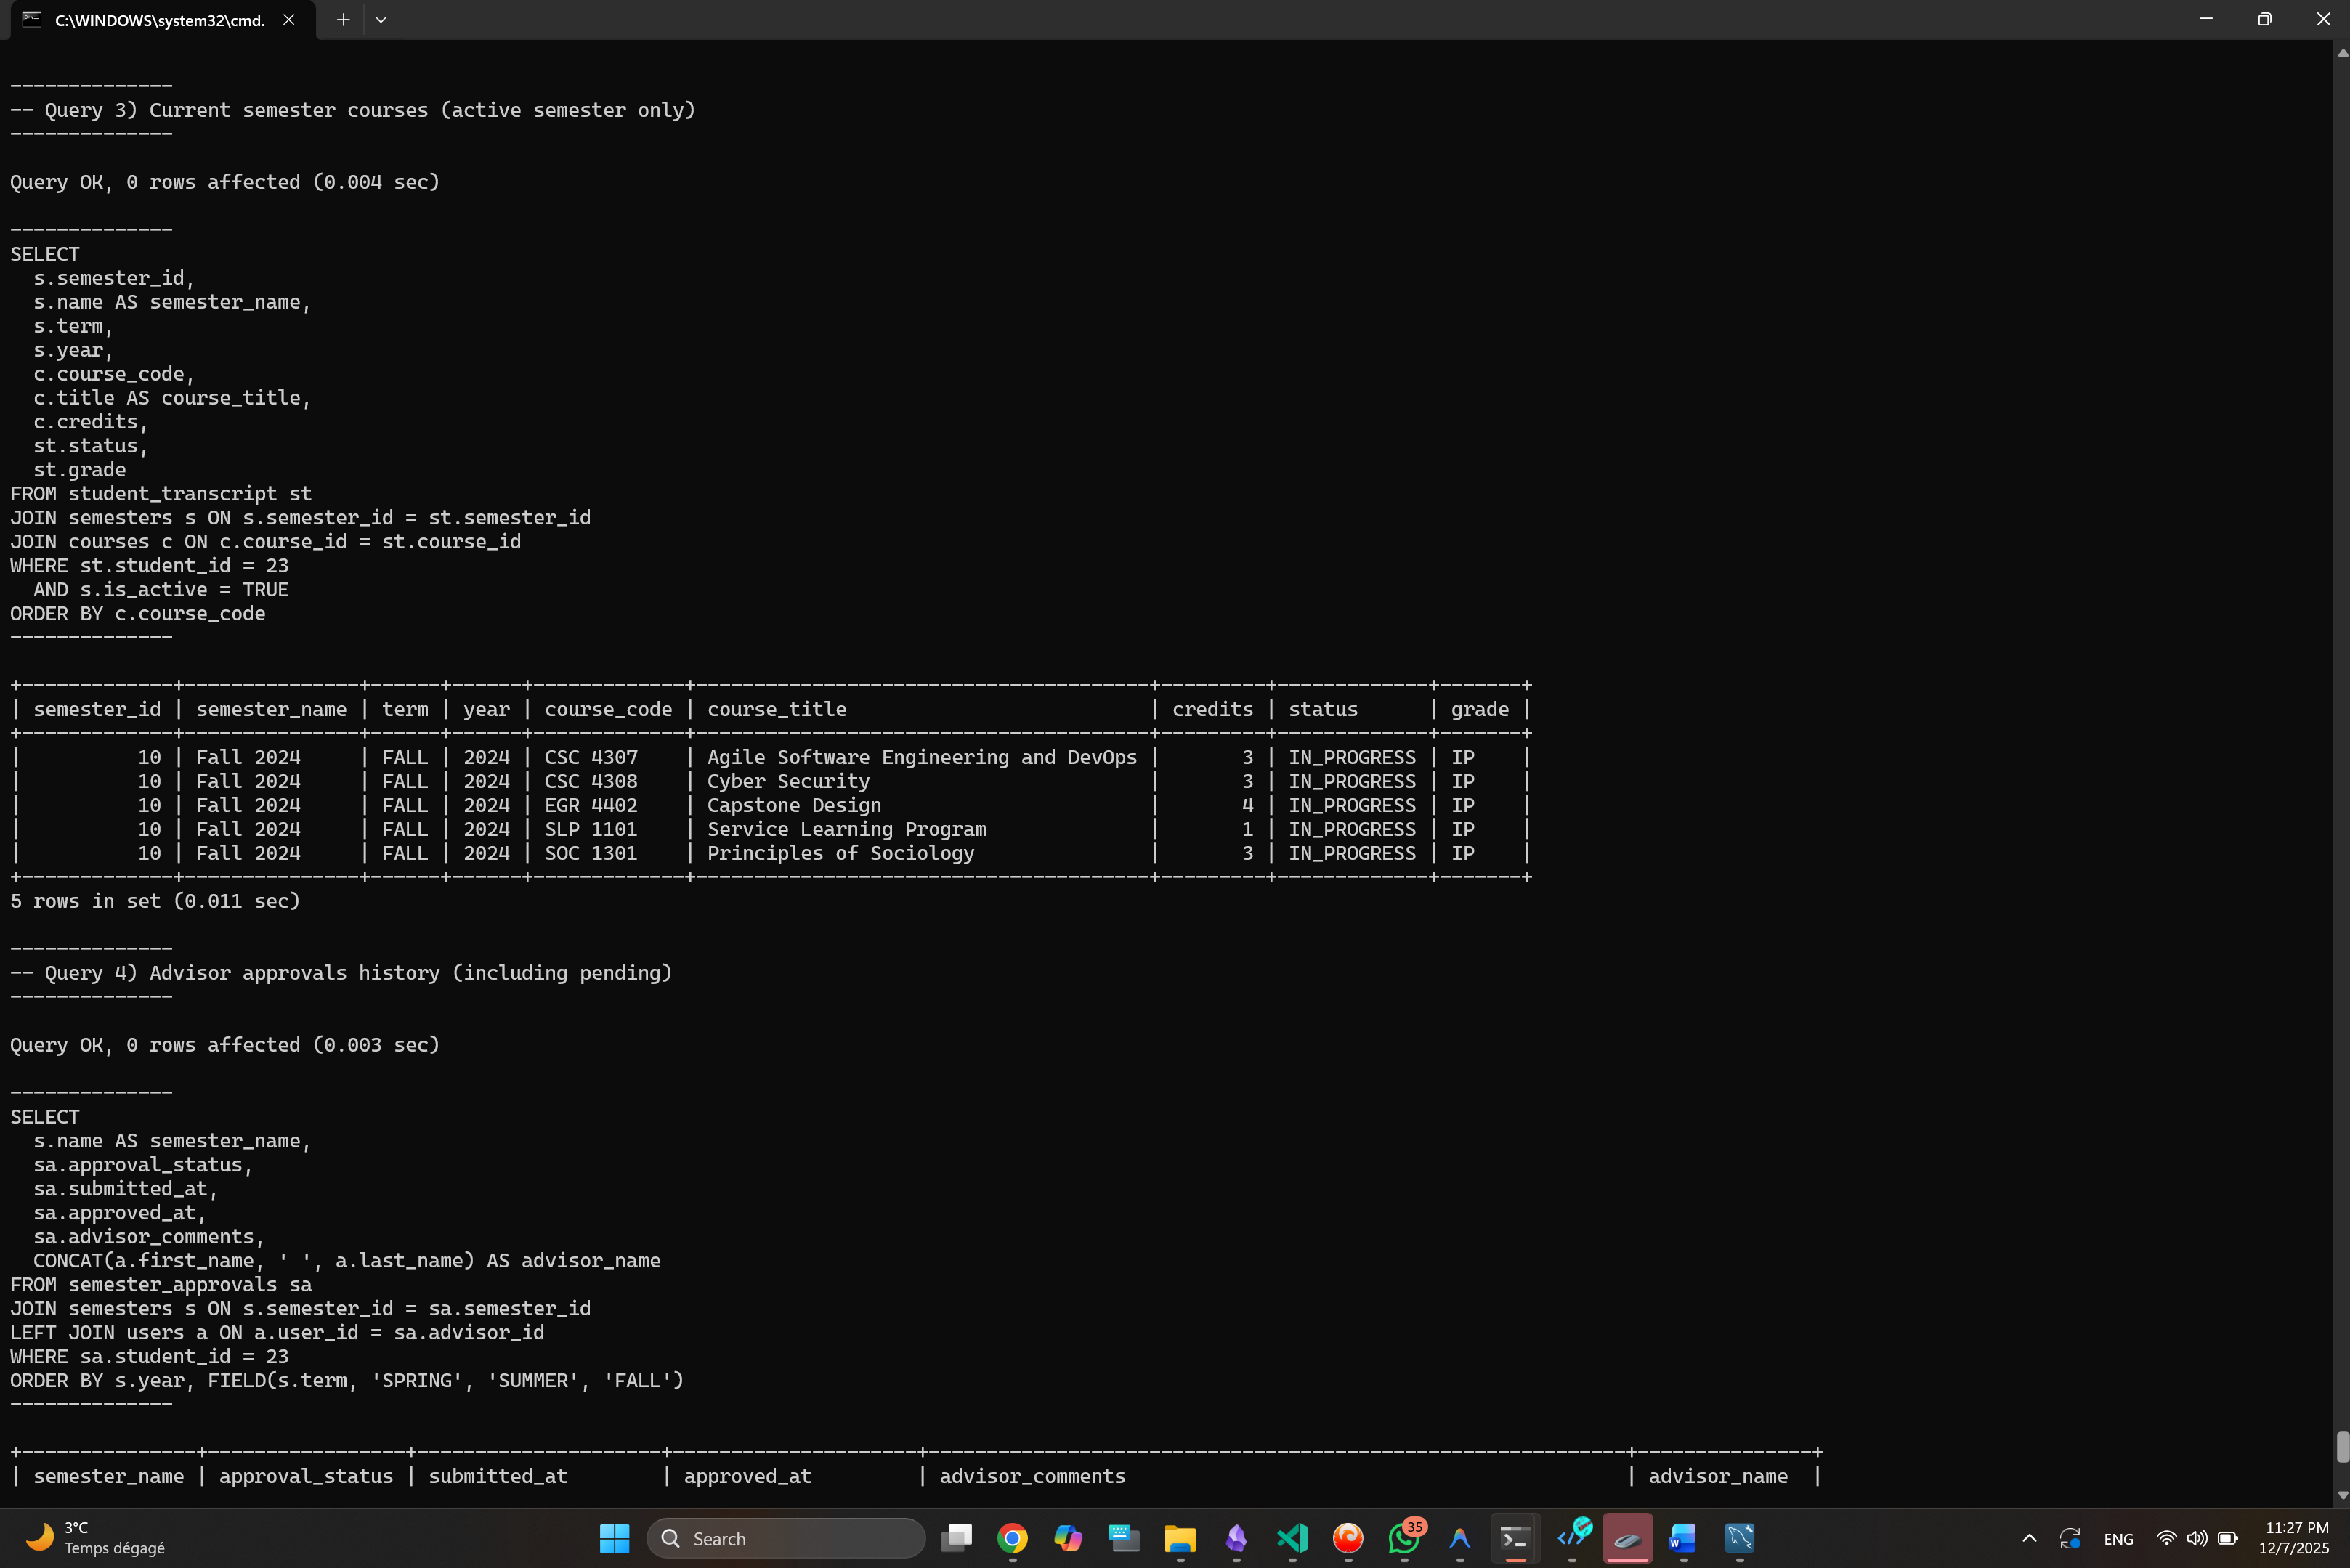 C:\WINDOWS\system32\cmd.
--------------
-- Query 3) Current semester courses (active semester only)
--------------
Query OK, 0 rows affected (0.004 sec)
--------------
SELECT
  s.semester_id,
  s.name AS semester_name,
  s.term,
  s.year,
  c.course_code,
  c.title AS course_title,
  c.credits,
  st.status,
  st.grade
FROM student_transcript st
JOIN semesters s ON s.semester_id = st.semester_id
JOIN courses c ON c.course_id = st.course_id
WHERE st.student_id = 23
  AND s.is_active = TRUE
ORDER BY c.course_code
--------------
+-------------+---------------+------+------+-------------+---------------------------------------+---------+-------------+-------+
| semester_id | semester_name | term | year | course_code | course_title                          | credits | status      | grade |
+-------------+---------------+------+------+-------------+---------------------------------------+---------+-------------+-------+
|          10 | Fall 2024     | FALL | 2024 | CSC 4307    | Agile Software Engineering and DevOps |       3 | IN_PROGRESS | IP    |
|          10 | Fall 2024     | FALL | 2024 | CSC 4308    | Cyber Security                        |       3 | IN_PROGRESS | IP    |
|          10 | Fall 2024     | FALL | 2024 | EGR 4402    | Capstone Design                       |       4 | IN_PROGRESS | IP    |
|          10 | Fall 2024     | FALL | 2024 | SLP 1101    | Service Learning Program              |       1 | IN_PROGRESS | IP    |
|          10 | Fall 2024     | FALL | 2024 | SOC 1301    | Principles of Sociology               |       3 | IN_PROGRESS | IP    |
+-------------+---------------+------+------+-------------+---------------------------------------+---------+-------------+-------+
5 rows in set (0.011 sec)
--------------
-- Query 4) Advisor approvals history (including pending)
--------------
Query OK, 0 rows affected (0.003 sec)
--------------
SELECT
  s.name AS semester_name,
  sa.approval_status,
  sa.submitted_at,
  sa.approved_at,
  sa.advisor_comments,
  CONCAT(a.first_name, ' ', a.last_name) AS advisor_name
FROM semester_approvals sa
JOIN semesters s ON s.semester_id = sa.semester_id
LEFT JOIN users a ON a.user_id = sa.advisor_id
WHERE sa.student_id = 23
ORDER BY s.year, FIELD(s.term, 'SPRING', 'SUMMER', 'FALL')
--------------
+---------------+-----------------+---------------------+---------------------+------------------------------------------------------------+---------------+
| semester_name | approval_status | submitted_at        | approved_at         | advisor_comments                                           | advisor_name  |
3°C
Temps dégagé
Search
35
ENG
11:27 PM
12/7/2025